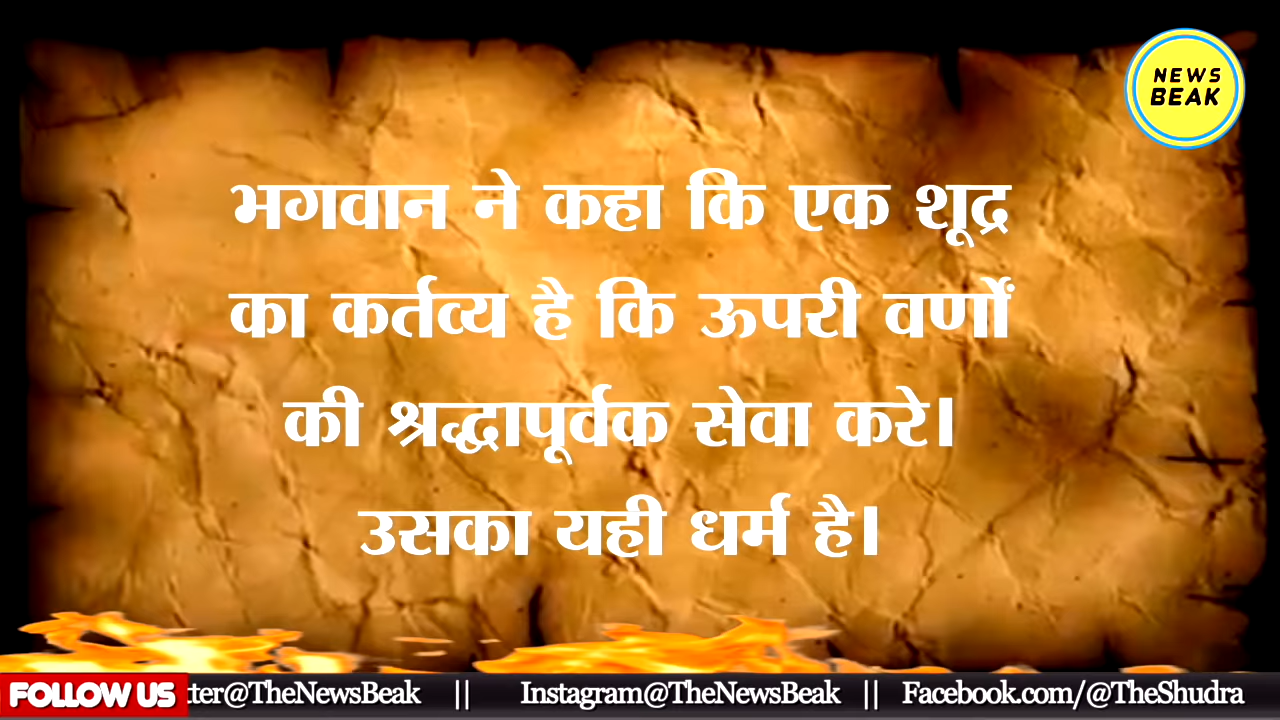 NEWS
BEAK
भगवान ने कहा कि एक शूद्र
का कर्तव्य है कि ऊपरी वर्णों
की श्रद्धापूर्वक सेवा करे।
उसका यही धर्म है।
FOLLOW US tter@TheNewsBeak || Instagram@TheNewsBeak || Facebook.com/@TheShudra